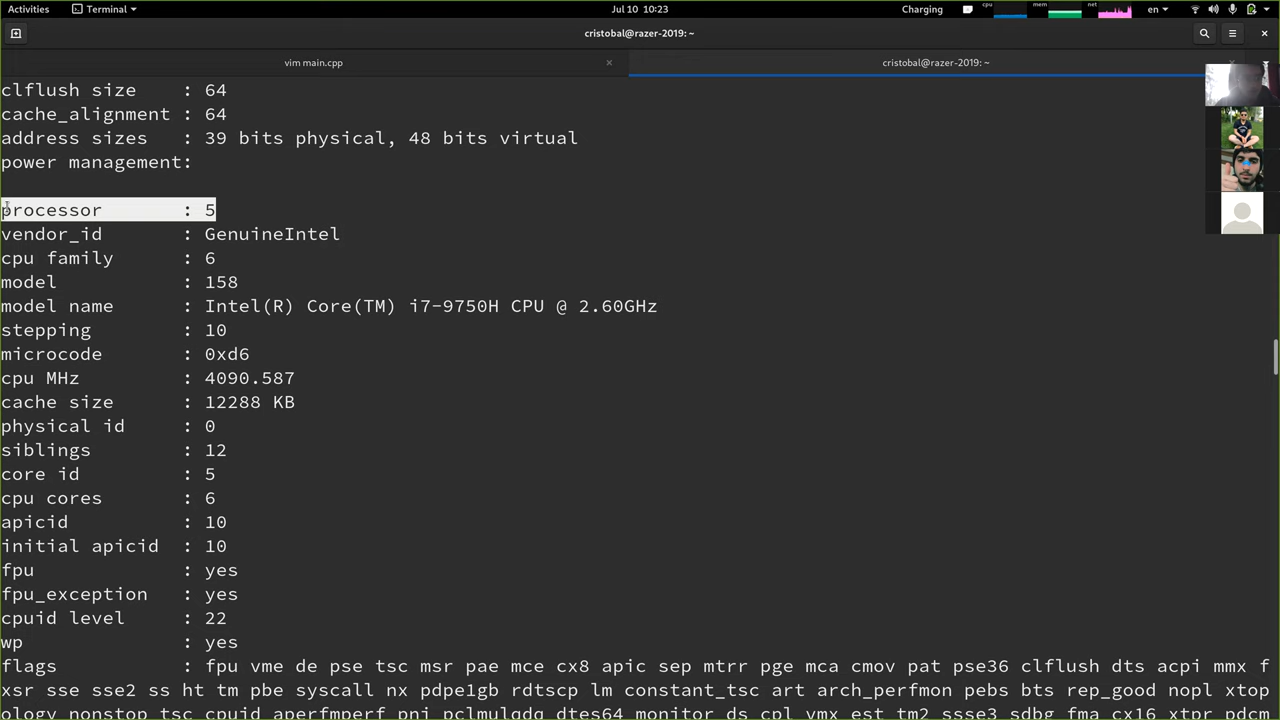 Activities Terminal Jul 10 10:23 Charging cpu mem net en
cristobal@razer-2019: ~
vim main.cpp × cristobal@razer-2019: ~
clflush size : 64
cache_alignment : 64
address sizes : 39 bits physical, 48 bits virtual
power management:
processor : 5
vendor_id : GenuineIntel
cpu family : 6
model : 158
model name : Intel(R) Core(TM) i7-9750H CPU @ 2.60GHz
stepping : 10
microcode : 0xd6
cpu MHz : 4090.587
cache size : 12288 KB
physical id : 0
siblings : 12
core id : 5
cpu cores : 6
apicid : 10
initial apicid : 10
fpu : yes
fpu_exception : yes
cpuid level : 22
wp : yes
flags : fpu vme de pse tsc msr pae mce cx8 apic sep mtrr pge mca cmov pat pse36 clflush dts acpi mmx f
xsr sse sse2 ss ht tm pbe syscall nx pdpe1gb rdtscp lm constant_tsc art arch_perfmon pebs bts rep_good nopl xtop
ology nonstop_tsc cpuid aperfmperf pni pclmulqdq dtes64 monitor ds_cpl vmx est tm2 ssse3 sdbg fma cx16 xtpr pdcm